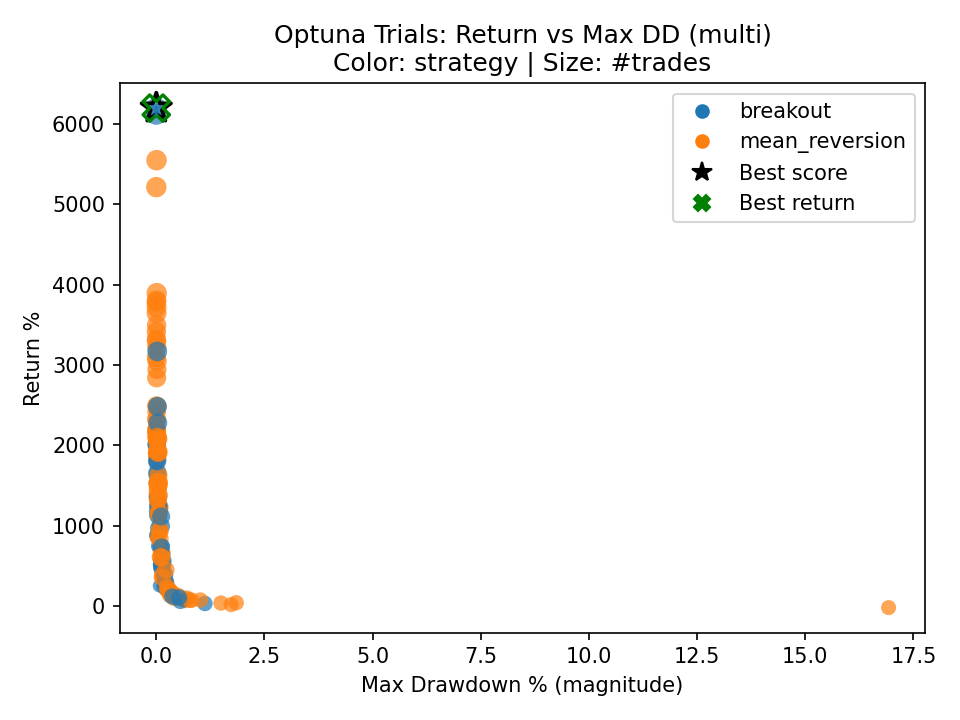 Optuna Trials: Return vs Max DD (multi)
Color: strategy | Size: #trades
breakout
mean_reversion
Best score
Best return
Return %
6000
5000
4000
3000
2000
1000
0
0.0 2.5 5.0 7.5 10.0 12.5 15.0 17.5
Max Drawdown % (magnitude)